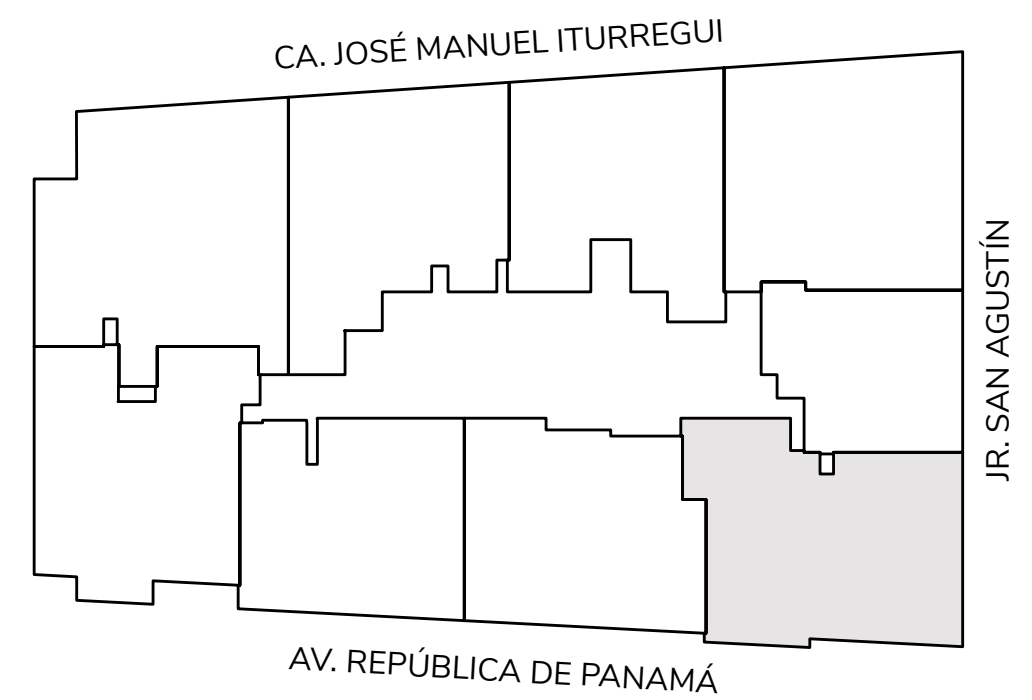 CA. JOSÉ MANUEL ITURREGUI
JR. SAN AGUSTÍN
AV. REPÚBLICA DE PANAMÁ